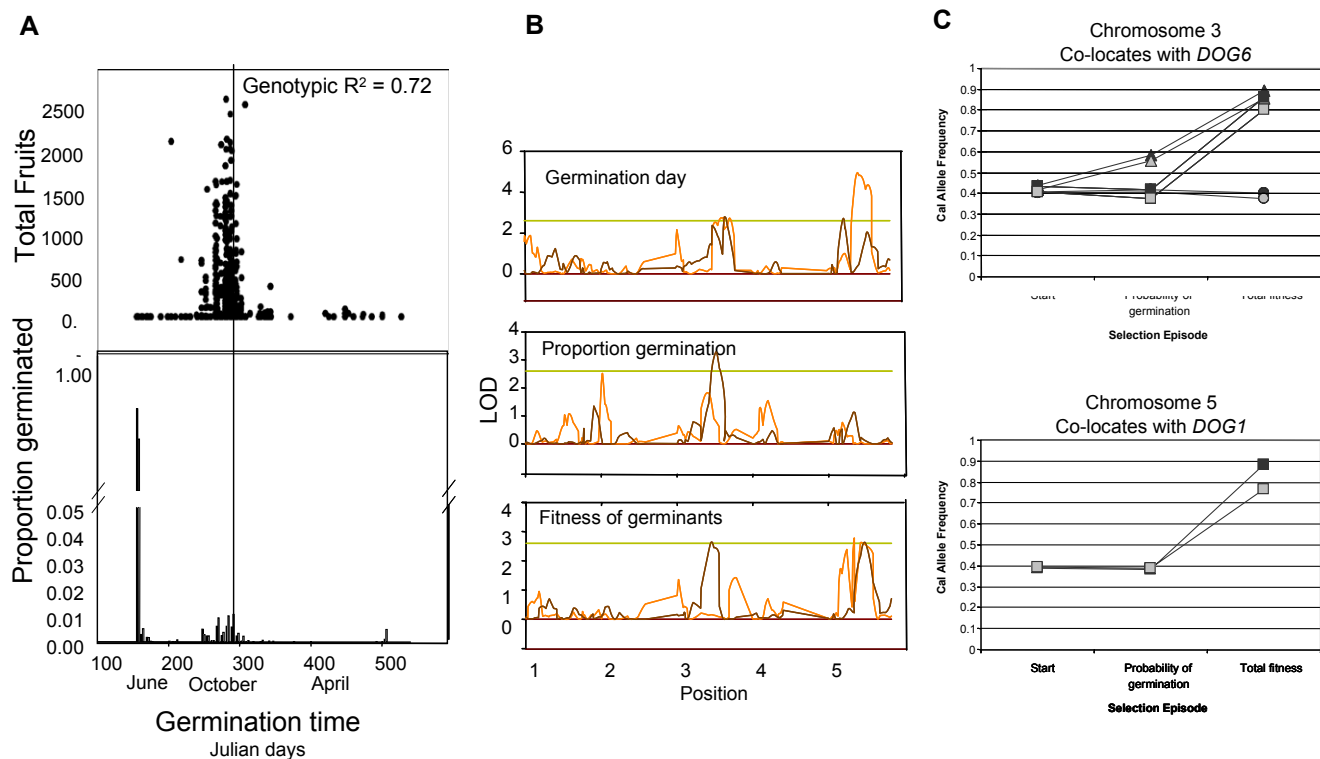 A
Genotypic R² = 0.72
Total Fruits
2500
2000
1500
1000
500
0.
-
Proportion germinated
1.00
0.05
0.04
0.03
0.02
0.01
0.00
100 200 300 400 500
June October April
Germination time
Julian days
B
Germination day
6
4
2
0
Proportion germination
4
3
2
1
0
LOD
Fitness of germinants
4
3
2
1
0
1 2 3 4 5
Position
C
Chromosome 3
Co-locates with DOG6
Cal Allele Frequency
1
0.9
0.8
0.7
0.6
0.5
0.4
0.3
0.2
0.1
0
Start Probability of Total fitness
germination
Selection Episode
Chromosome 5
Co-locates with DOG1
Cal Allele Frequency
1
0.9
0.8
0.7
0.6
0.5
0.4
0.3
0.2
0.1
0
Start Probability of Total fitness
germination
Selection Episode